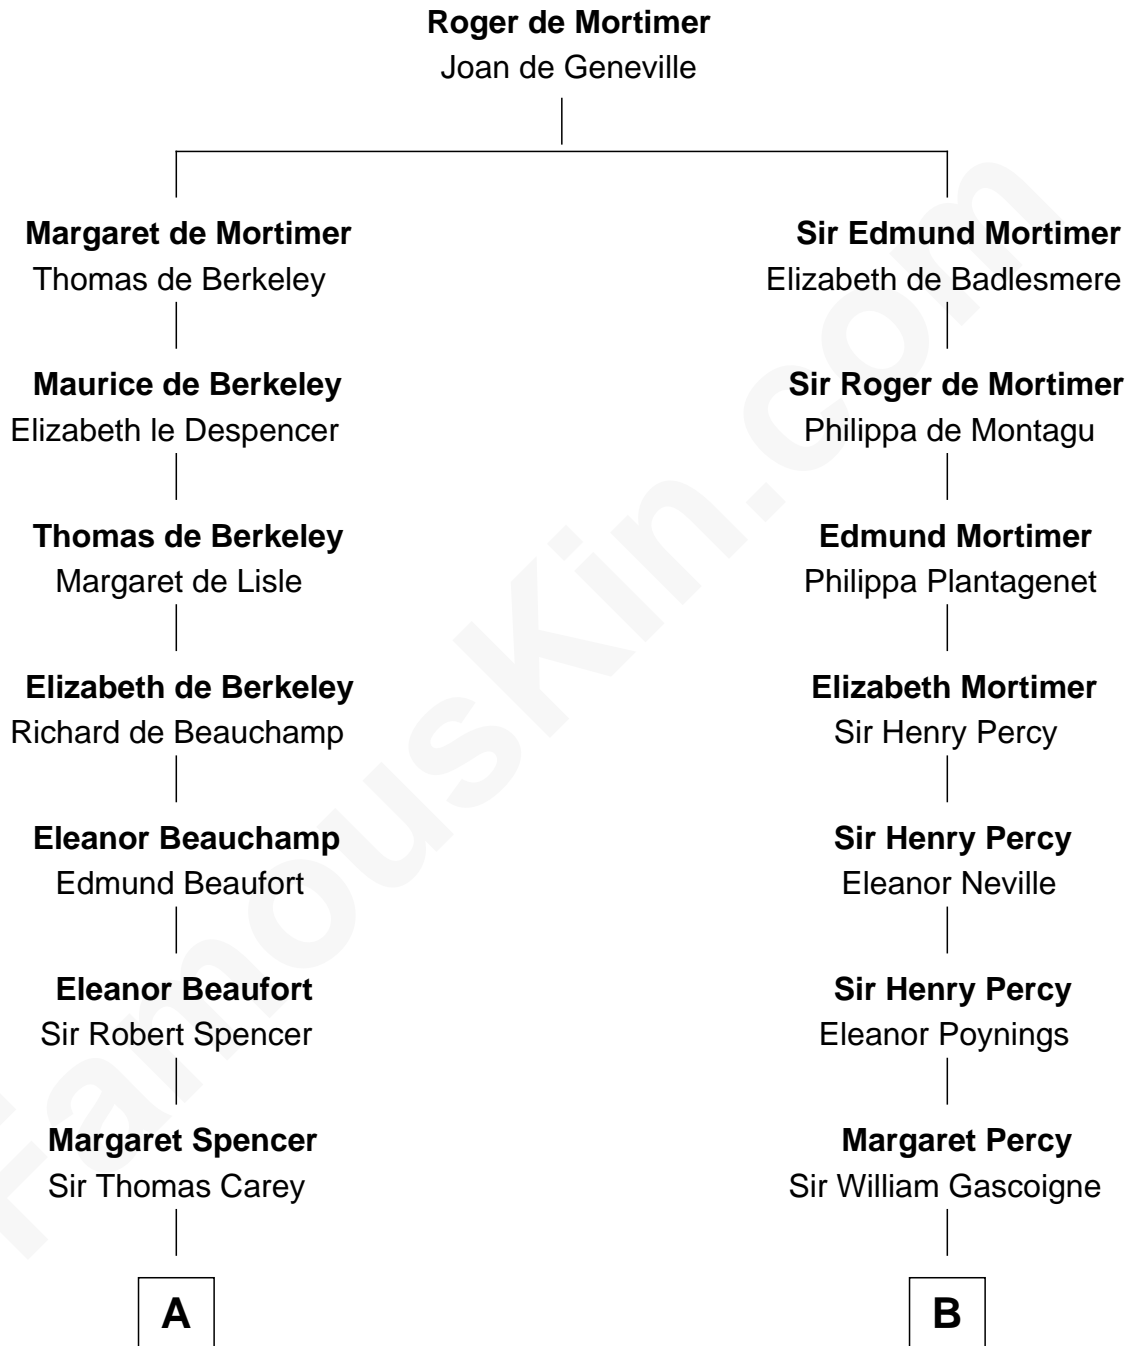 Roger de Mortimer
Joan de Geneville
Margaret de Mortimer
Thomas de Berkeley
Maurice de Berkeley
Elizabeth le Despencer
Thomas de Berkeley
Margaret de Lisle
Elizabeth de Berkeley
Richard de Beauchamp
Eleanor Beauchamp
Edmund Beaufort
Eleanor Beaufort
Sir Robert Spencer
Margaret Spencer
Sir Thomas Carey
A
Sir Edmund Mortimer
Elizabeth de Badlesmere
Sir Roger de Mortimer
Philippa de Montagu
Edmund Mortimer
Philippa Plantagenet
Elizabeth Mortimer
Sir Henry Percy
Sir Henry Percy
Eleanor Neville
Sir Henry Percy
Eleanor Poynings
Margaret Percy
Sir William Gascoigne
B
FamousKin.com